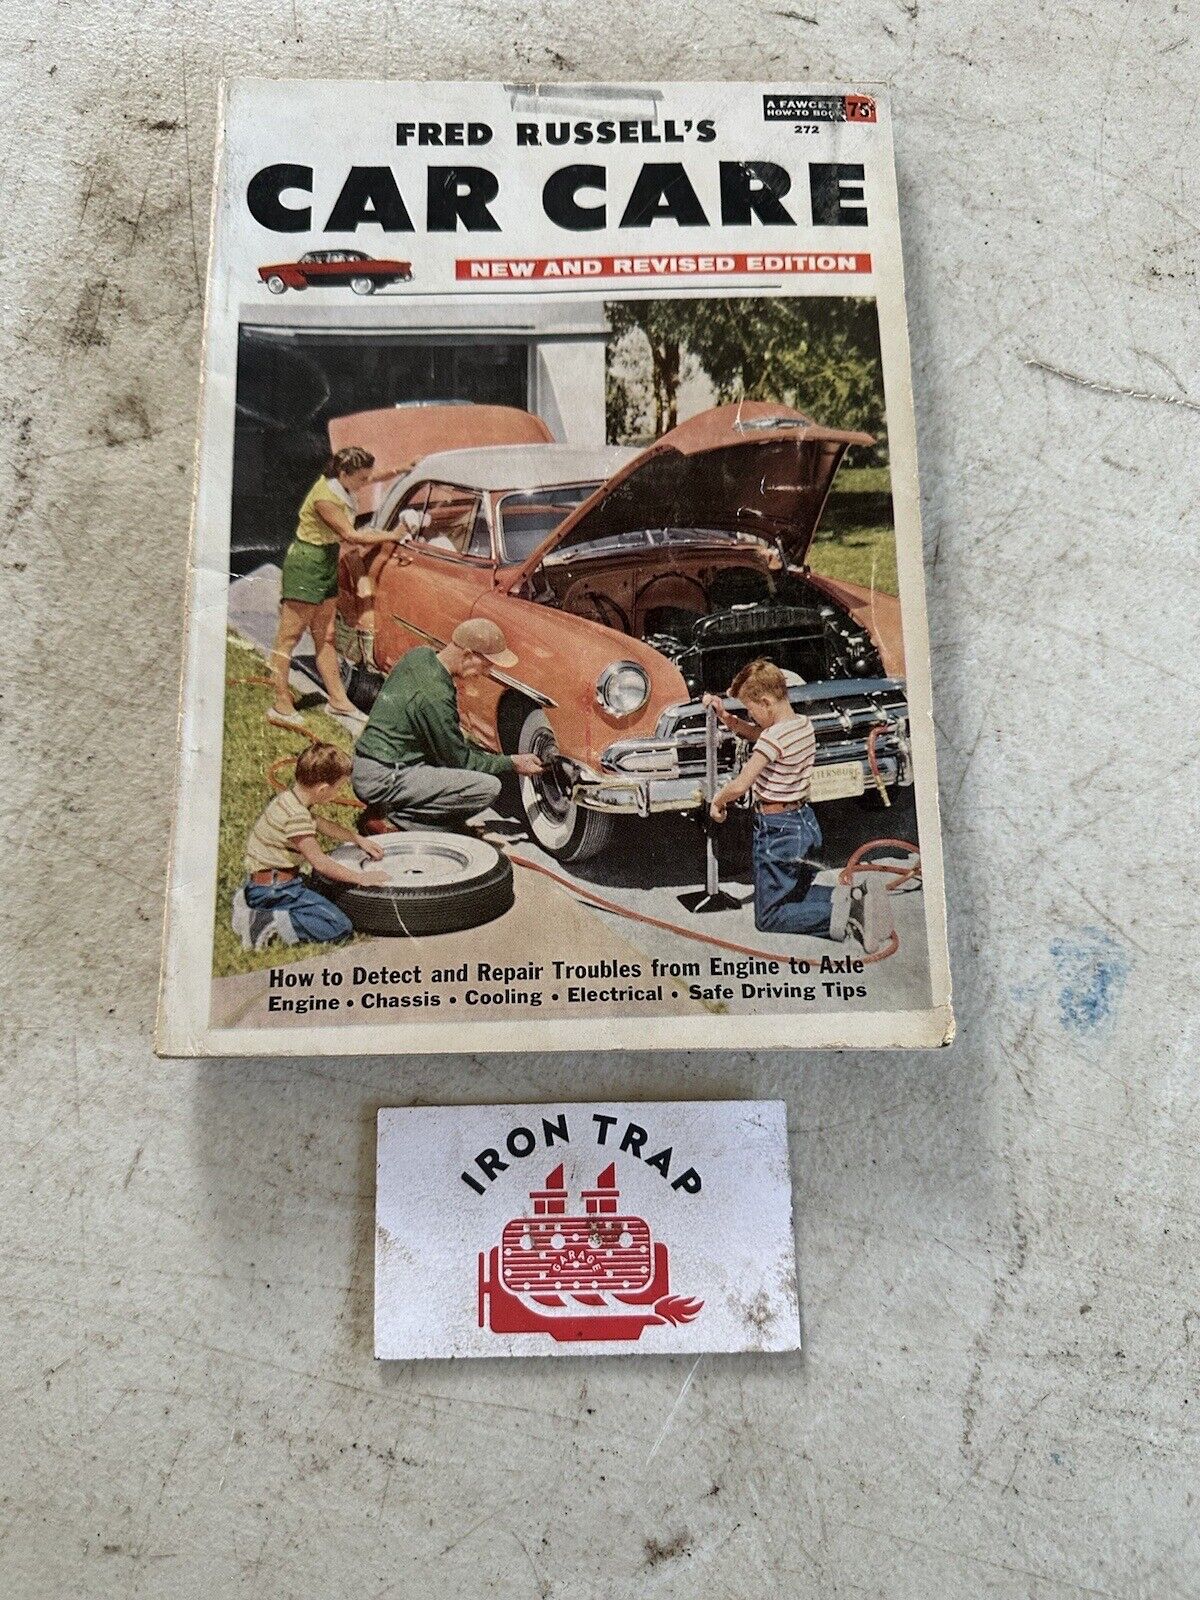 A FAWCETT 75¢
HOW-TO BOOK
272
FRED RUSSELL'S
CAR CARE
NEW AND REVISED EDITION
How to Detect and Repair Troubles from Engine to Axle
Engine • Chassis • Cooling • Electrical • Safe Driving Tips
IRON TRAP
GARAGE